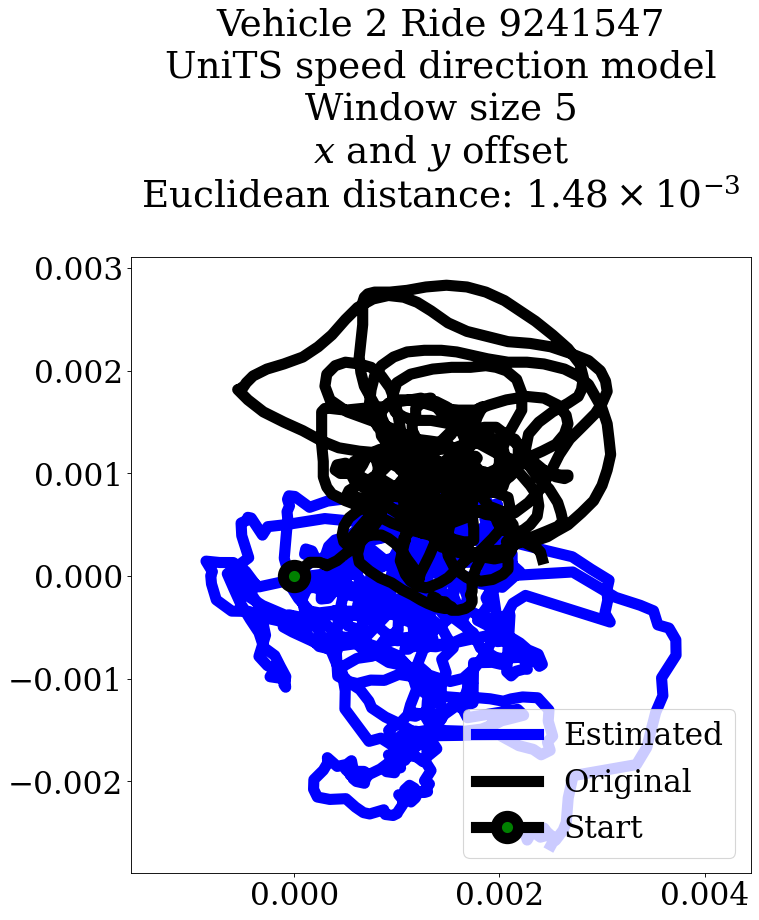 Vehicle 2 Ride 9241547
UniTS speed direction model
Window size 5
x and y offset
Euclidean distance: 1.48 × 10⁻³
0.003
0.002
0.001
0.000
−0.001
−0.002
0.000 0.002 0.004
Estimated
Original
Start